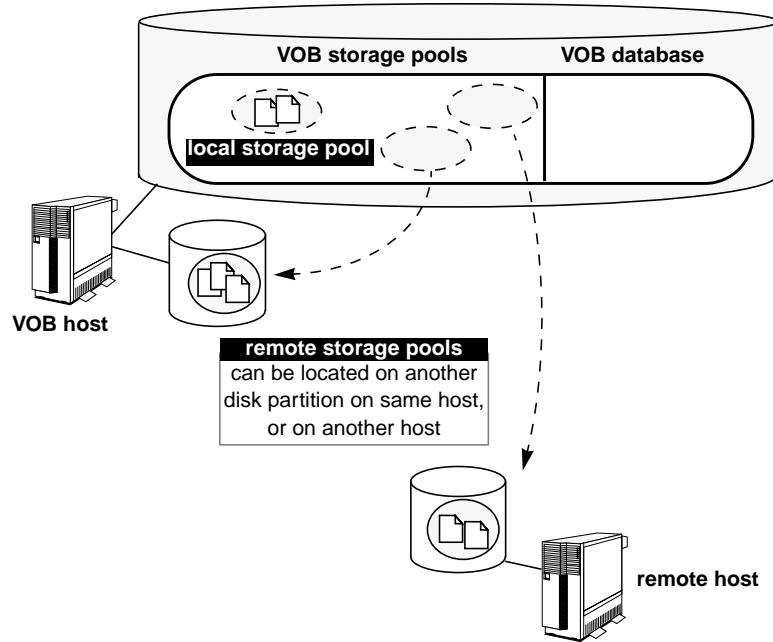 VOB storage pools
VOB database
local storage pool
VOB host
remote storage pools
can be located on another
disk partition on same host,
or on another host
remote host